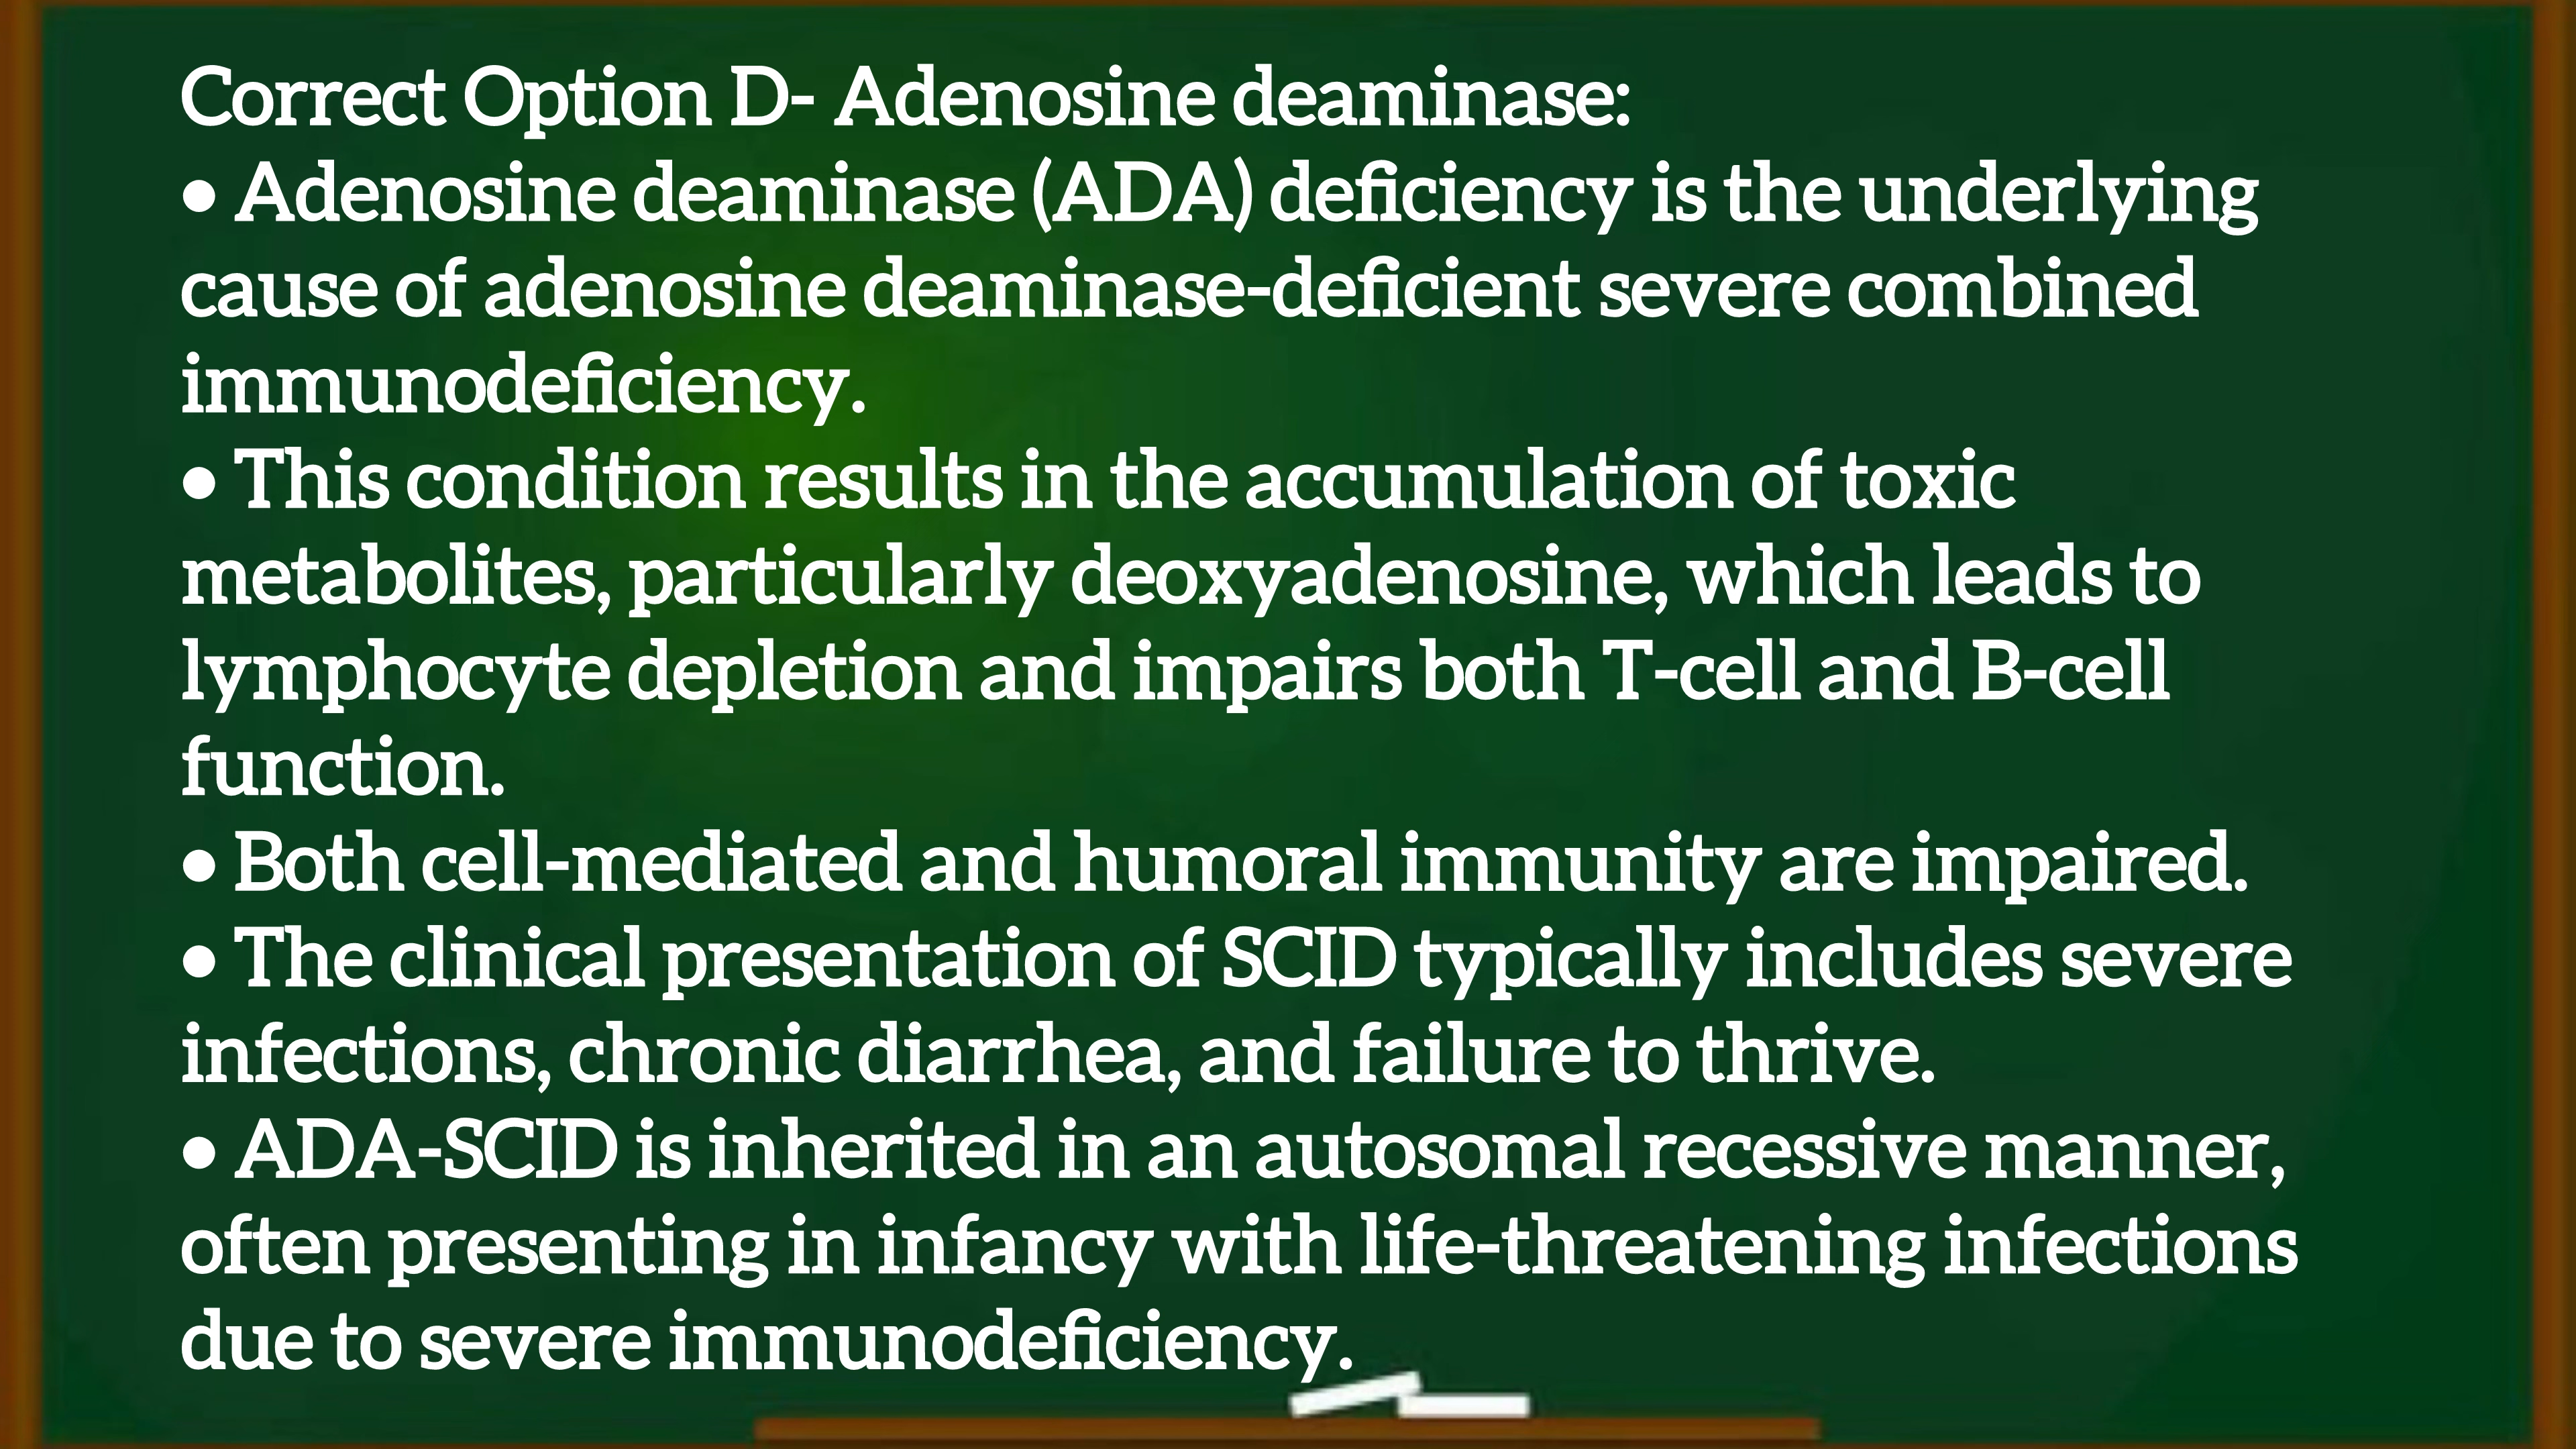 Correct Option D- Adenosine deaminase:
● Adenosine deaminase (ADA) deficiency is the underlying
cause of adenosine deaminase-deficient severe combined
immunodeficiency.
● This condition results in the accumulation of toxic
metabolites, particularly deoxyadenosine, which leads to
lymphocyte depletion and impairs both T-cell and B-cell
function.
● Both cell-mediated and humoral immunity are impaired.
● The clinical presentation of SCID typically includes severe
infections, chronic diarrhea, and failure to thrive.
● ADA-SCID is inherited in an autosomal recessive manner,
often presenting in infancy with life-threatening infections
due to severe immunodeficiency.